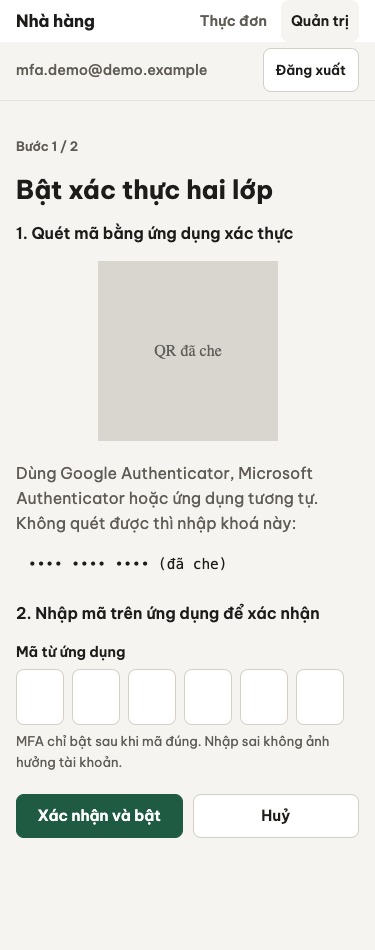 Nhà hàng
Thực đơn
Quản trị
mfa.demo@demo.example
Đăng xuất
Bước 1 / 2
Bật xác thực hai lớp
1. Quét mã bằng ứng dụng xác thực
QR đã che
Dùng Google Authenticator, Microsoft
Authenticator hoặc ứng dụng tương tự.
Không quét được thì nhập khoá này:
•••• •••• •••• (đã che)
2. Nhập mã trên ứng dụng để xác nhận
Mã từ ứng dụng
MFA chỉ bật sau khi mã đúng. Nhập sai không ảnh
hưởng tài khoản.
Xác nhận và bật
Huỷ